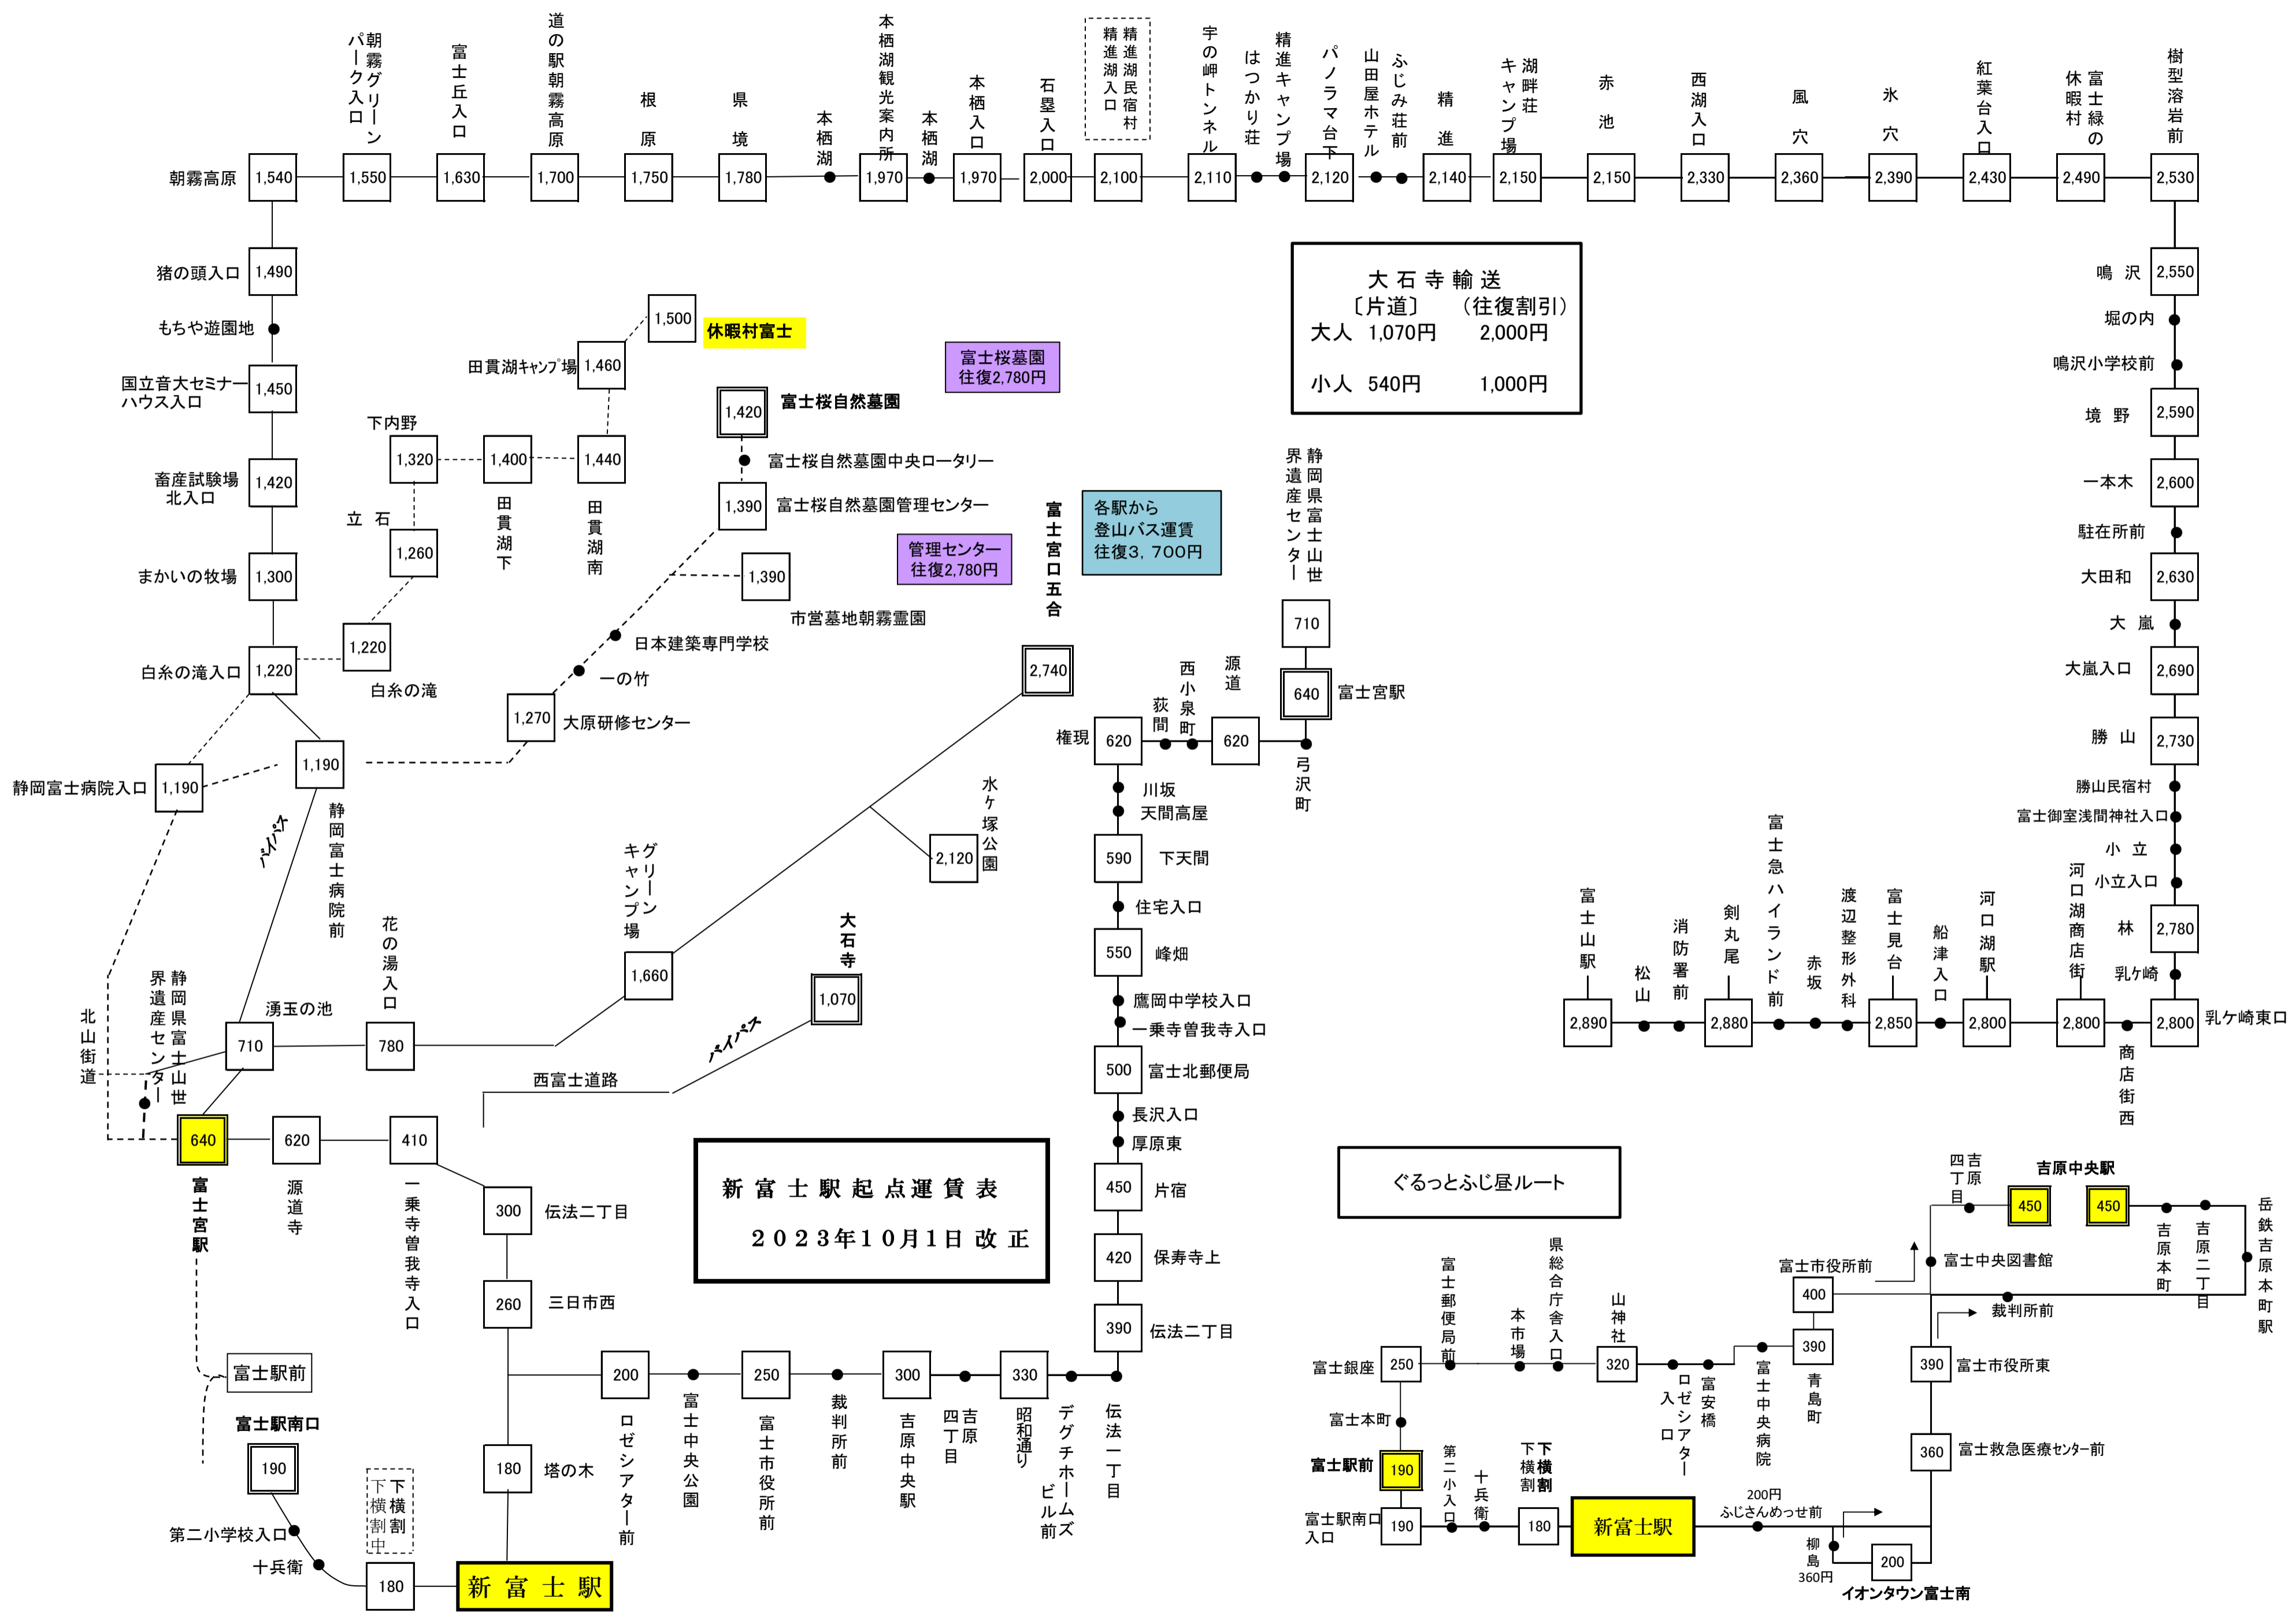 朝霧高原
1,540
朝霧グリーン
パーク入口
1,550
富士丘入口
1,630
道の駅朝霧高原
1,700
根原
1,750
県境
1,780
本栖湖
本栖湖観光案内所
1,970
本栖湖
本栖入口
1,970
石塁入口
2,000
精進湖民宿村
精進湖入口
2,100
宇の岬トンネル
2,110
はつかり荘
精進キャンプ場
パノラマ台下
2,120
山田屋ホテル
ふじみ荘前
精進
2,140
湖畔荘
キャンプ場
2,150
赤池
2,150
西湖入口
2,330
風穴
2,360
氷穴
2,390
紅葉台入口
2,430
富士緑の
休暇村
2,490
樹型溶岩前
2,530
鳴沢
2,550
堀の内
鳴沢小学校前
境野
2,590
一本木
2,600
駐在所前
大田和
2,630
大嵐
大嵐入口
2,690
勝山
2,730
勝山民宿村
富士御室浅間神社入口
小立
小立入口
林
2,780
乳ケ崎
2,800
乳ケ崎東口
商店街西
河口湖商店街
2,800
河口湖駅
2,800
船津入口
富士見台
2,850
渡辺整形外科
赤坂
富士急ハイランド前
剣丸尾
2,880
消防署前
松山
富士山駅
2,890
猪の頭入口
1,490
もちや遊園地
国立音大セミナー
ハウス入口
1,450
畜産試験場
北入口
1,420
まかいの牧場
1,300
白糸の滝入口
1,220
1,220
白糸の滝
立石
1,260
下内野
1,320
1,400
田貫湖下
1,440
田貫湖南
田貫湖キャンプ場
1,460
1,500
休暇村富士
富士桜墓園
往復2,780円
1,420
富士桜自然墓園
富士桜自然墓園中央ロータリー
1,390
富士桜自然墓園管理センター
管理センター
往復2,780円
1,390
市営墓地朝霧霊園
日本建築専門学校
一の竹
1,270
大原研修センター
静岡富士病院入口
1,190
1,190
静岡富士病院前
バイパス
大石寺輸送
〔片道〕 （往復割引）
大人 1,070円 2,000円
小人 540円 1,000円
富士宮口五合
2,740
各駅から
登山バス運賃
往復3，700円
水ヶ塚公園
2,120
グリーン
キャンプ場
1,660
花の湯入口
780
湧玉の池
710
静岡県富士山世
界遺産センター
北山街道
大石寺
1,070
バイパス
西富士道路
640
富士宮駅
620
源道寺
410
一乗寺曽我寺入口
300
伝法二丁目
260
三日市西
180
塔の木
新富士駅
富士駅前
富士駅南口
190
第二小学校入口
十兵衛
下横割
下横割中
180
新富士駅起点運賃表
２０２３年１０月１日改正
200
ロゼシアター前
富士中央公園
250
富士市役所前
裁判所前
300
吉原中央駅
吉原
四丁目
330
昭和通り
デグチホームズ
ビル前
伝法一丁目
390
伝法二丁目
420
保寿寺上
450
片宿
厚原東
長沢入口
500
富士北郵便局
一乗寺曽我寺入口
鷹岡中学校入口
550
峰畑
住宅入口
590
下天間
天間高屋
川坂
権現
620
荻間
西小泉町
源道
620
弓沢町
640
富士宮駅
710
静岡県富士山世
界遺産センター
ぐるっとふじ昼ルート
富士銀座
250
富士郵便局前
本市場
県総合庁舎入口
山神社
320
ロゼシアター
入口
富安橋
富士中央病院
390
青島町
富士市役所前
400
富士中央図書館
吉原
四丁目
吉原中央駅
450
450
吉原本町
吉原二丁目
岳鉄吉原本町駅
裁判所前
390
富士市役所東
360
富士救急医療センター前
富士本町
富士駅前
190
富士駅南口
入口
190
第二小入口
十兵衛
下横割
下横割
180
新富士駅
200円
ふじさんめっせ前
柳島
360円
200
イオンタウン富士南